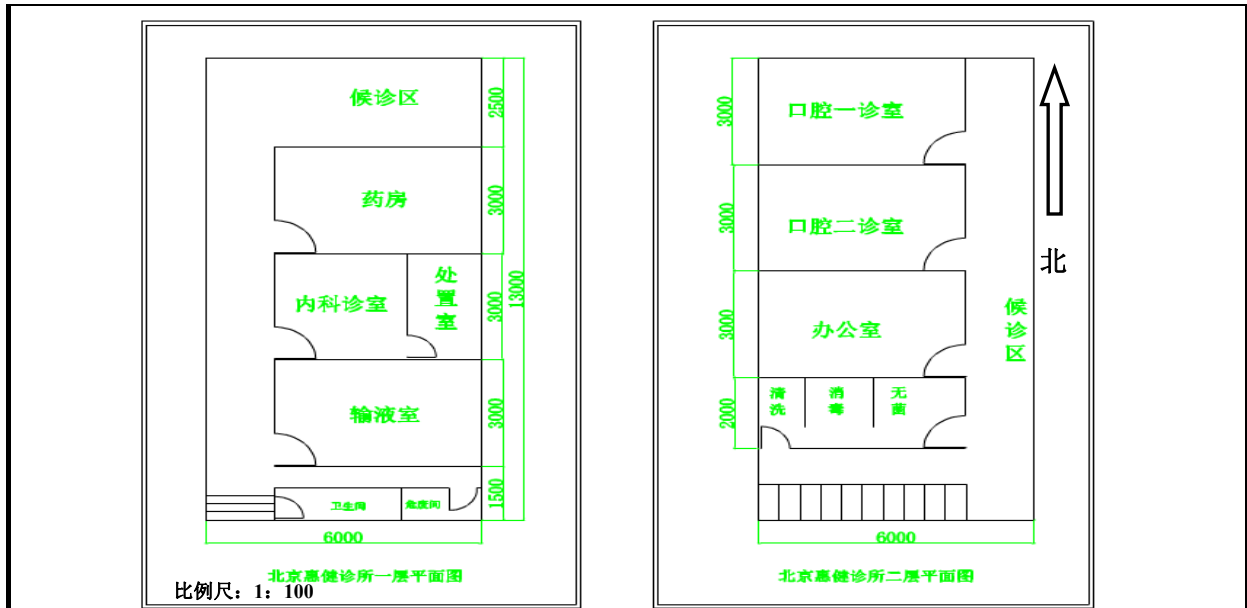 候诊区
2500
药房
3000
内科诊室
处置室
3000
13000
输液室
3000
卫生间
危废间
1500
6000
北京惠健诊所一层平面图
比例尺：1：100
口腔一诊室
3000
口腔二诊室
3000
北
办公室
3000
候诊区
清洗
消毒
无菌
2000
6000
北京惠健诊所二层平面图